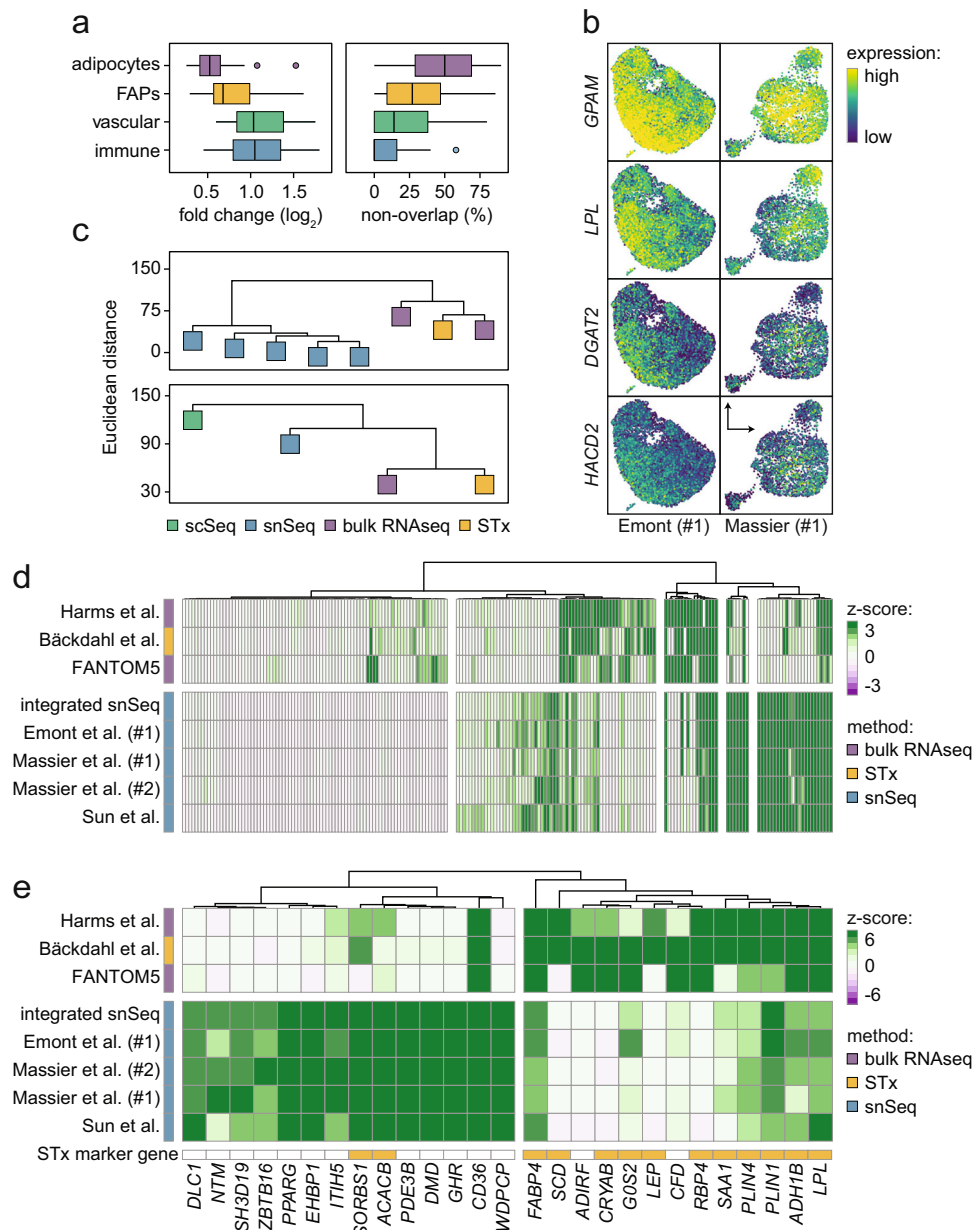 a
adipocytes
FAPs
vascular
immune
0.5 1.0 1.5
fold change (log2)
0 25 50 75
non-overlap (%)
b
expression:
high
low
GPAM
LPL
DGAT2
HACD2
Emont (#1) Massier (#1)
c
Euclidean distance
150
75
0
150
90
30
scSeq snSeq bulk RNAseq STx
d
Harms et al.
Bäckdahl et al.
FANTOM5
integrated snSeq
Emont et al. (#1)
Massier et al. (#1)
Massier et al. (#2)
Sun et al.
z-score:
3
0
-3
method:
bulk RNAseq
STx
snSeq
e
Harms et al.
Bäckdahl et al.
FANTOM5
integrated snSeq
Emont et al. (#1)
Massier et al. (#2)
Massier et al. (#1)
Sun et al.
STx marker gene
z-score:
6
0
-6
method:
bulk RNAseq
STx
snSeq
DLC1 NTM SH3D19 ZBTB16 PPARG EHBP1 ITIH5 SORBS1 ACACB PDE3B DMD GHR CD36 WDPCP FABP4 SCD ADIRF CRYAB G0S2 LEP CFD RBP4 SAA1 PLIN4 PLIN1 ADH1B LPL